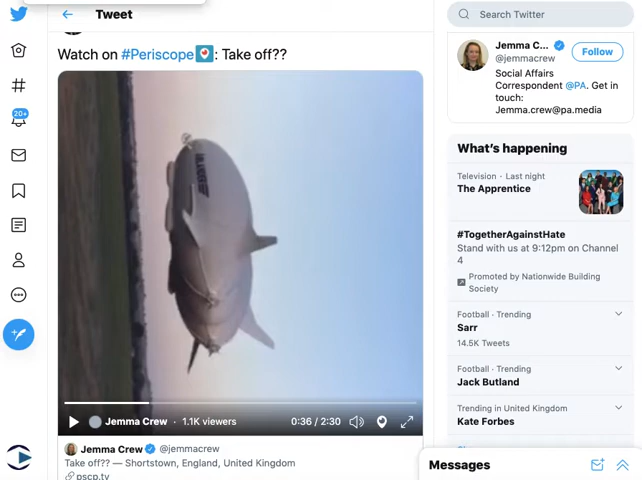 Tweet
Watch on #Periscope: Take off??
Jemma Crew · 1.1K viewers
0:36 / 2:30
Jemma Crew @jemmacrew
Take off?? — Shortstown, England, United Kingdom
pscp.tv
20+
Search Twitter
Jemma C...
@jemmacrew
Follow
Social Affairs
Correspondent @PA. Get in
touch:
Jemma.crew@pa.media
What's happening
Television · Last night
The Apprentice
#TogetherAgainstHate
Stand with us at 9:12pm on Channel
4
Promoted by Nationwide Building
Society
Football · Trending
Sarr
14.5K Tweets
Football · Trending
Jack Butland
Trending in United Kingdom
Kate Forbes
Messages